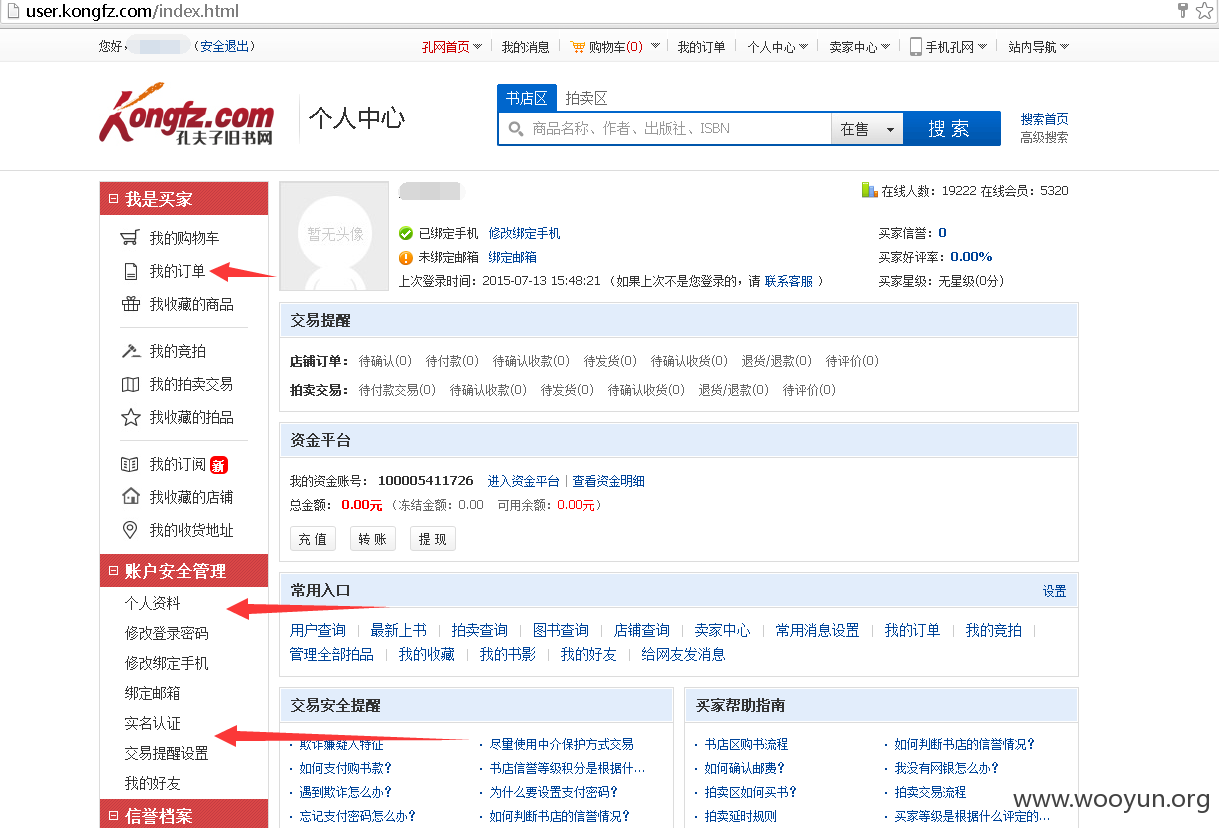 user.kongfz.com/index.html
您好, （安全退出） 孔网首页 我的消息 购物车(0) 我的订单 个人中心 卖家中心 手机孔网 站内导航
Kongfz.com 孔夫子旧书网 个人中心
书店区 拍卖区
商品名称、作者、出版社、ISBN 在售 搜索
搜索首页
高级搜索
我是买家
我的购物车
我的订单
我收藏的商品
我的竞拍
我的拍卖交易
我收藏的拍品
我的订阅 新
我收藏的店铺
我的收货地址
账户安全管理
个人资料
修改登录密码
修改绑定手机
绑定邮箱
实名认证
交易提醒设置
我的好友
信誉档案
暂无头像
在线人数：19222 在线会员：5320
已绑定手机 修改绑定手机
未绑定邮箱 绑定邮箱
上次登录时间：2015-07-13 15:48:21 （如果上次不是您登录的，请 联系客服 ）
买家信誉：0
买家好评率：0.00%
买家星级：无星级(0分)
交易提醒
店铺订单： 待确认(0) 待付款(0) 待确认收款(0) 待发货(0) 待确认收货(0) 退货/退款(0) 待评价(0)
拍卖交易： 待付款交易(0) 待确认收款(0) 待发货(0) 待确认收货(0) 退货/退款(0) 待评价(0)
资金平台
我的资金账号： 100005411726 进入资金平台 | 查看资金明细
总金额： 0.00元 （冻结金额：0.00 可用余额：0.00元）
充值 转账 提现
常用入口 设置
用户查询 最新上书 拍卖查询 图书查询 店铺查询 卖家中心 常用消息设置 我的订单 我的竞拍
管理全部拍品 我的收藏 我的书影 我的好友 给网友发消息
交易安全提醒
· 欺诈嫌疑人特征 · 尽量使用中介保护方式交易
· 如何支付购书款？ · 书店信誉等级积分是根据什...
· 遇到欺诈怎么办？ · 为什么要设置支付密码？
· 忘记支付密码怎么办？ · 如何判断书店的信誉情况？
买家帮助指南
· 书店区购书流程 · 如何判断书店的信誉情况？
· 如何确认邮费？ · 我没有网银怎么办？
· 拍卖区如何买书？ · 拍卖交易流程
· 拍卖延时规则 · 买家等级是根据什么评定的...
www.wooyun.org